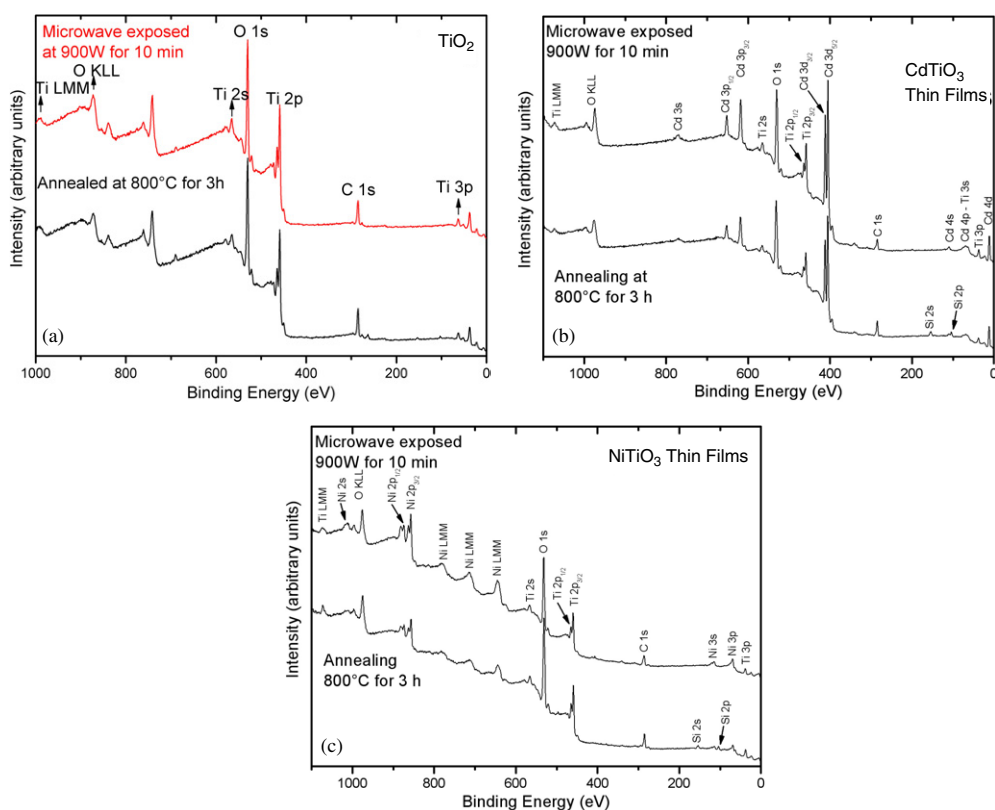 Microwave exposed
at 900W for 10 min
TiO2
O 1s
O KLL
Ti LMM
Ti 2s
Ti 2p
Annealed at 800°C for 3h
C 1s
Ti 3p
(a)
Intensity (arbitrary units)
1000 800 600 400 200 0
Binding Energy (eV)
Microwave exposed
900W for 10 min
CdTiO3
Thin Films;
Ti LMM
O KLL
Cd 3s
Cd 3p1/2
Cd 3p3/2
Ti 2s
O 1s
Ti 2p1/2
Ti 2p3/2
Cd 3d3/2
Cd 3d5/2
C 1s
Cd 4s
Cd 4p - Ti 3s
Ti 3p
Cd 4d
Annealing at
800°C for 3 h
Si 2s
Si 2p
(b)
Intensity (arbitrary units)
1000 800 600 400 200 0
Binding Energy (eV)
Microwave exposed
900W for 10 min
NiTiO3 Thin Films
Ti LMM
Ni 2s
O KLL
Ni 2p1/2
Ni 2p3/2
Ni LMM
Ni LMM
Ni LMM
Ti 2s
O 1s
Ti 2p1/2
Ti 2p3/2
C 1s
Ni 3s
Ni 3p
Ti 3p
Annealing
800°C for 3 h
Si 2s
Si 2p
(c)
Intensity (arbitrary units)
1000 800 600 400 200 0
Binding Energy (eV)